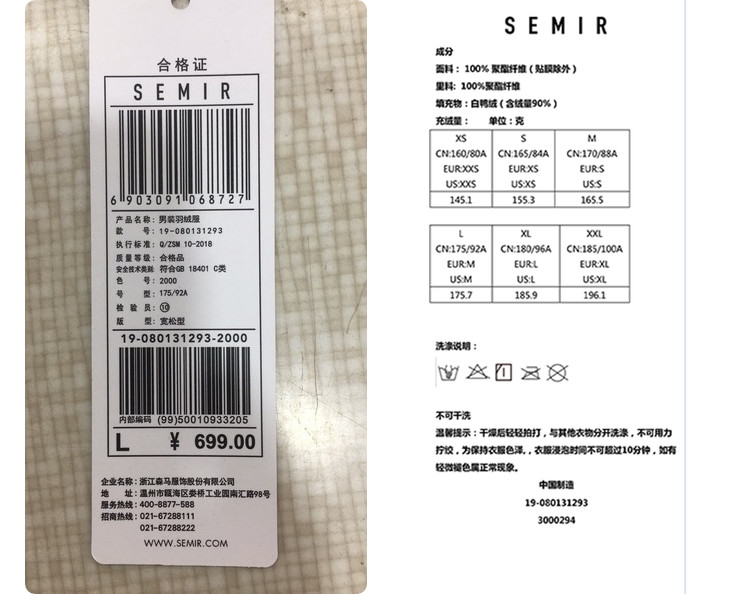 合格证
SEMIR
6 903091 068727
产品名称：男装羽绒服
款 号：19-080131293
执行标准：Q/ZSM 10-2018
质量等级：合格品
安全技术类别：符合GB 18401 C类
色 号：2000
号 型：175/92A
检 验 员：⑩
版 型：宽松型
19-080131293-2000
内部编码 (99)50010933205
L ¥ 699.00
企业名称：浙江森马服饰股份有限公司
地 址：温州市瓯海区娄桥工业园南汇路98号
服务热线：400-8877-588
招商热线：021-67288111
021-67288222
WWW.SEMIR.COM
SEMIR
成分
面料： 100% 聚酯纤维（贴膜除外）
里料: 100%聚酯纤维
填充物：白鸭绒（含绒量90%）
充绒量： 单位：克
XS S M
CN:160/80A CN:165/84A CN:170/88A
EUR:XXS EUR:XS EUR:S
US:XXS US:XS US:S
145.1 155.3 165.5
L XL XXL
CN:175/92A CN:180/96A CN:185/100A
EUR:M EUR:L EUR:XL
US:M US:L US:XL
175.7 185.9 196.1
洗涤说明：
不可干洗
温馨提示：干燥后轻轻拍打，与其他衣物分开洗涤，不可用力
拧绞，为保持衣服色泽，，衣服浸泡时间不可超过10分钟，如有
轻微褪色属正常现象。
中国制造
19-080131293
3000294